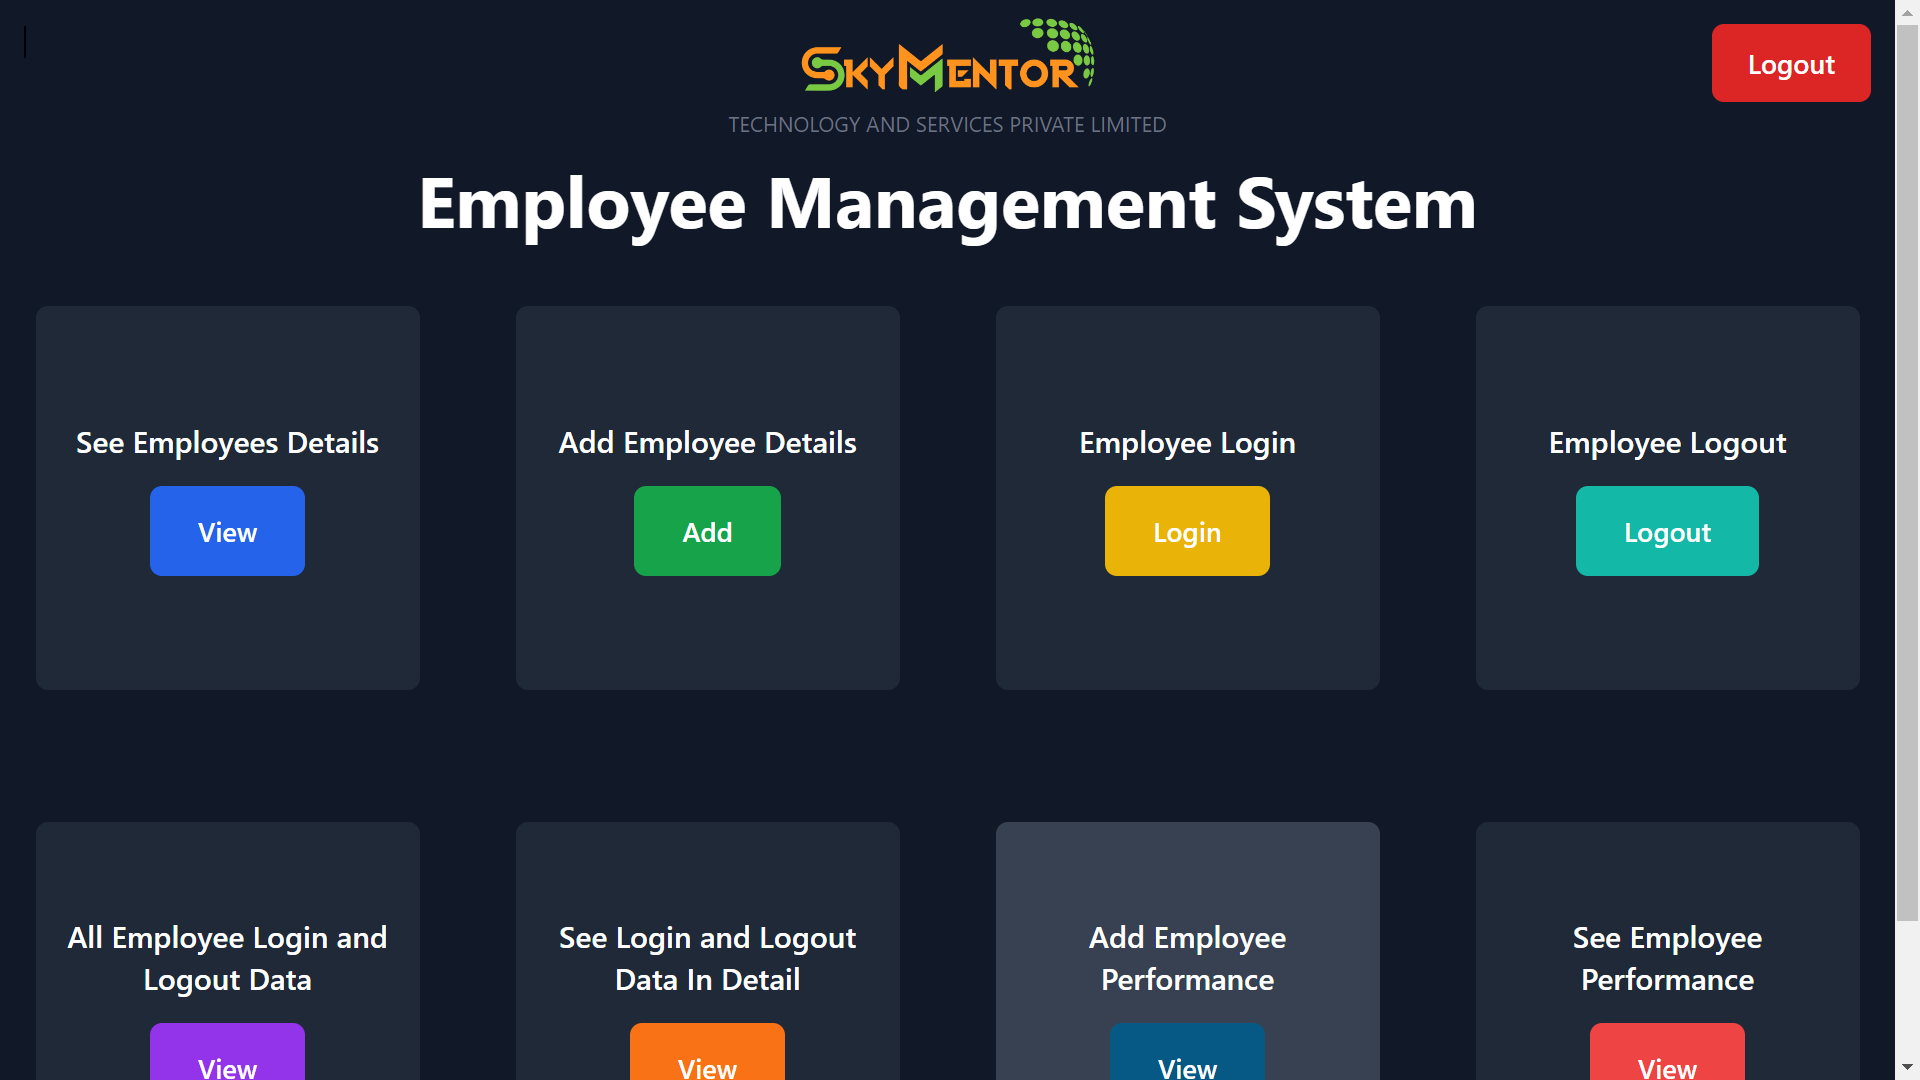 SkyMentor
Logout
TECHNOLOGY AND SERVICES PRIVATE LIMITED
Employee Management System
See Employees Details
View
Add Employee Details
Add
Employee Login
Login
Employee Logout
Logout
All Employee Login and
Logout Data
View
See Login and Logout
Data In Detail
View
Add Employee
Performance
View
See Employee
Performance
View